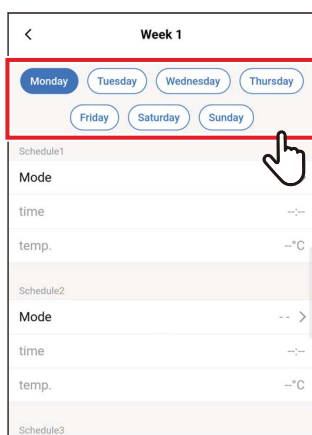 Week 1
Monday Tuesday Wednesday Thursday
Friday Saturday Sunday
Schedule1
Mode
time --:--
temp. --°C
Schedule2
Mode -- >
time --:--
temp. --°C
Schedule3